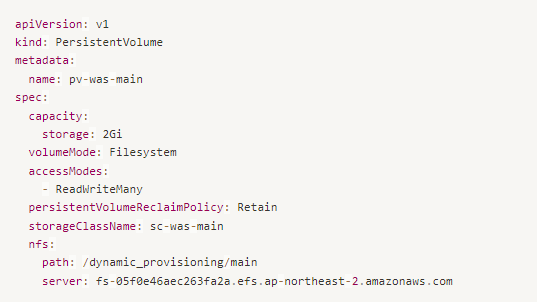 apiVersion: v1
kind: PersistentVolume
metadata:
  name: pv-was-main
spec:
  capacity:
    storage: 2Gi
  volumeMode: Filesystem
  accessModes:
    - ReadWriteMany
  persistentVolumeReclaimPolicy: Retain
  storageClassName: sc-was-main
  nfs:
    path: /dynamic_provisioning/main
    server: fs-05f0e46aec263fa2a.efs.ap-northeast-2.amazonaws.com